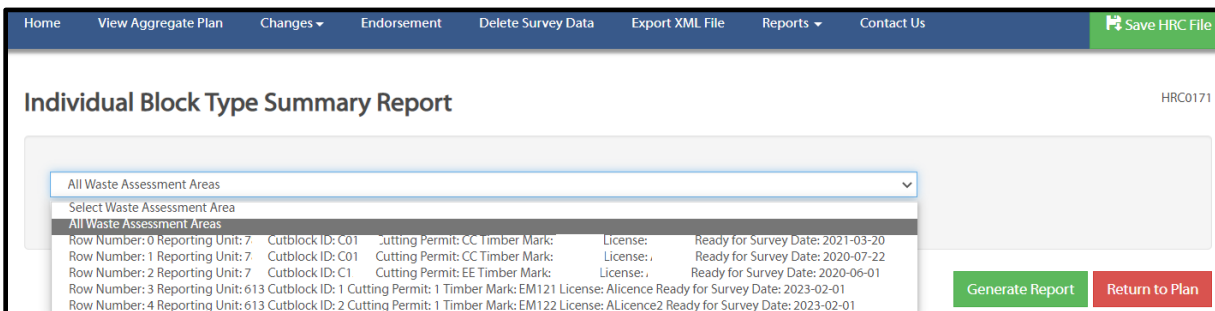 Home View Aggregate Plan Changes Endorsement Delete Survey Data Export XML File Reports Contact Us Save HRC File
Individual Block Type Summary Report HRC0171
All Waste Assessment Areas
Select Waste Assessment Area
All Waste Assessment Areas
Row Number: 0 Reporting Unit: 7 Cutblock ID: C01 Cutting Permit: CC Timber Mark: License: Ready for Survey Date: 2021-03-20
Row Number: 1 Reporting Unit: 7 Cutblock ID: C01 Cutting Permit: CC Timber Mark: License: Ready for Survey Date: 2020-07-22
Row Number: 2 Reporting Unit: 7 Cutblock ID: C1 Cutting Permit: EE Timber Mark: License: Ready for Survey Date: 2020-06-01
Row Number: 3 Reporting Unit: 613 Cutblock ID: 1 Cutting Permit: 1 Timber Mark: EM121 License: Alicence Ready for Survey Date: 2023-02-01
Row Number: 4 Reporting Unit: 613 Cutblock ID: 2 Cutting Permit: 1 Timber Mark: EM122 License: ALicence2 Ready for Survey Date: 2023-02-01
Generate Report Return to Plan